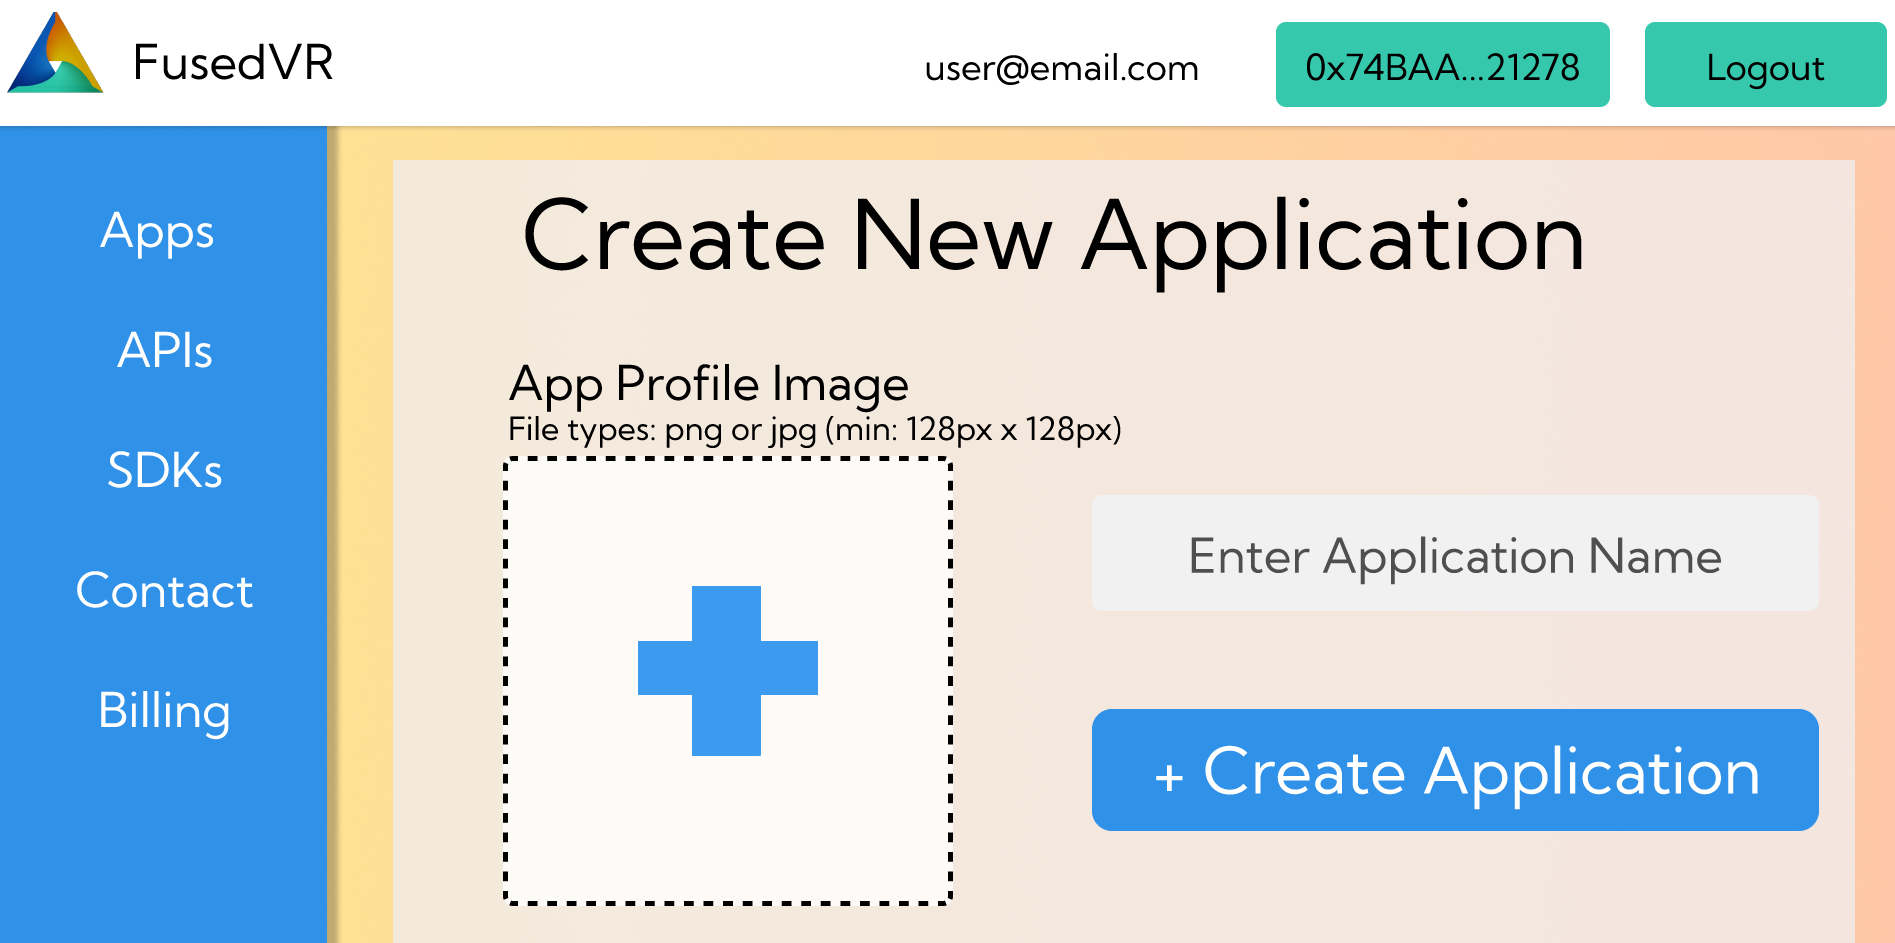 FusedVR
user@email.com
0x74BAA...21278
Logout
Apps
APIs
SDKs
Contact
Billing
Create New Application
App Profile Image
File types: png or jpg (min: 128px x 128px)
Enter Application Name
+ Create Application